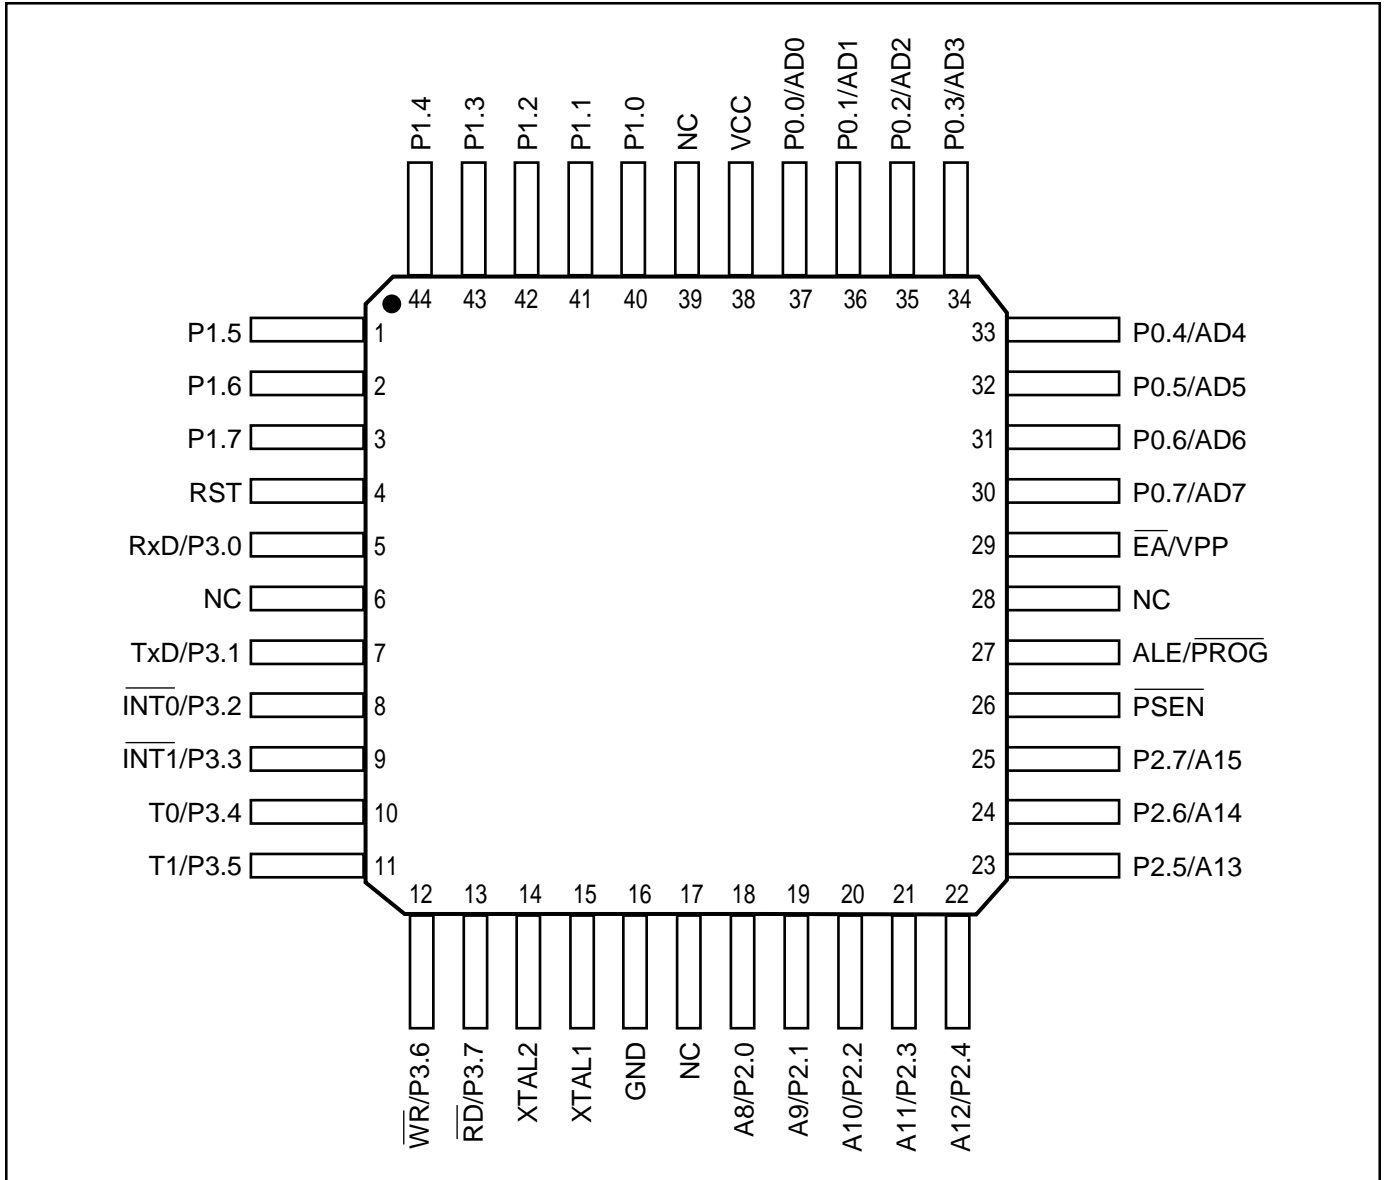 P1.4
P1.3
P1.2
P1.1
P1.0
NC
VCC
P0.0/AD0
P0.1/AD1
P0.2/AD2
P0.3/AD3
44 43 42 41 40 39 38 37 36 35 34
P1.5 1 33 P0.4/AD4
P1.6 2 32 P0.5/AD5
P1.7 3 31 P0.6/AD6
RST 4 30 P0.7/AD7
RxD/P3.0 5 29 E̅A̅/VPP
NC 6 28 NC
TxD/P3.1 7 27 ALE/P̅R̅O̅G̅
I̅N̅T̅0̅/P3.2 8 26 P̅S̅E̅N̅
I̅N̅T̅1̅/P3.3 9 25 P2.7/A15
T0/P3.4 10 24 P2.6/A14
T1/P3.5 11 23 P2.5/A13
12 13 14 15 16 17 18 19 20 21 22
W̅R̅/P3.6
R̅D̅/P3.7
XTAL2
XTAL1
GND
NC
A8/P2.0
A9/P2.1
A10/P2.2
A11/P2.3
A12/P2.4